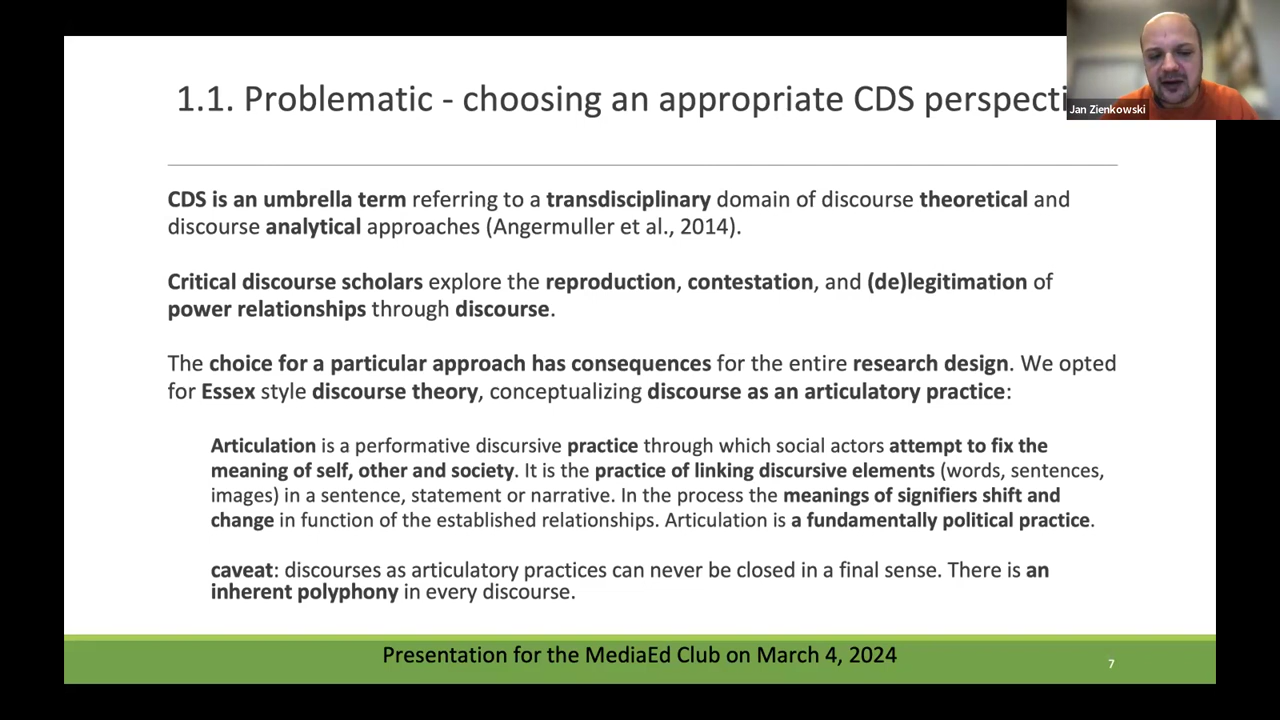 1.1. Problematic - choosing an appropriate CDS perspecti
Jan Zienkowski
CDS is an umbrella term referring to a transdisciplinary domain of discourse theoretical and
discourse analytical approaches (Angermuller et al., 2014).
Critical discourse scholars explore the reproduction, contestation, and (de)legitimation of
power relationships through discourse.
The choice for a particular approach has consequences for the entire research design. We opted
for Essex style discourse theory, conceptualizing discourse as an articulatory practice:
Articulation is a performative discursive practice through which social actors attempt to fix the
meaning of self, other and society. It is the practice of linking discursive elements (words, sentences,
images) in a sentence, statement or narrative. In the process the meanings of signifiers shift and
change in function of the established relationships. Articulation is a fundamentally political practice.
caveat: discourses as articulatory practices can never be closed in a final sense. There is an
inherent polyphony in every discourse.
Presentation for the MediaEd Club on March 4, 2024
7